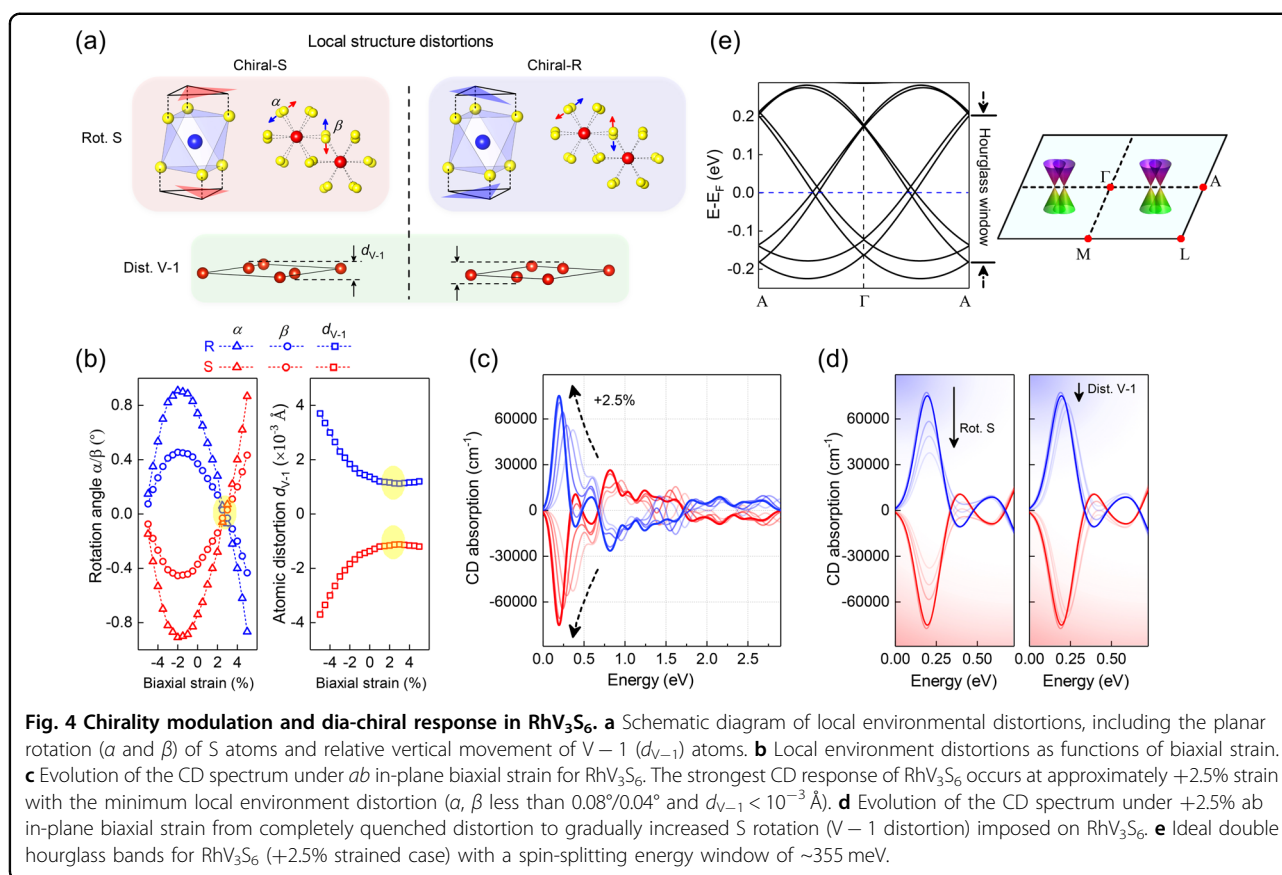 (a)
Local structure distortions
Chiral-S
Chiral-R
Rot. S
α
β
Dist. V-1
dV-1
(b)
α β dV-1
R
S
Rotation angle α/β (°)
0.8
0.4
0.0
-0.4
-0.8
-4 -2 0 2 4
Biaxial strain (%)
Atomic distortion dV-1 (×10-3 Å)
4
2
0
-2
-4
-4 -2 0 2 4
Biaxial strain (%)
(c)
+2.5%
CD absorption (cm-1)
60000
30000
0
-30000
-60000
0.0 0.5 1.0 1.5 2.0 2.5
Energy (eV)
(d)
Rot. S
Dist. V-1
CD absorption (cm-1)
60000
30000
0
-30000
-60000
0.00 0.25 0.50
Energy (eV)
0.00 0.25 0.50
Energy (eV)
(e)
E-EF (eV)
0.2
0.1
0.0
-0.1
-0.2
A Γ A
Hourglass window
Γ
A
M
L
Fig. 4 Chirality modulation and dia-chiral response in RhV3S6. a Schematic diagram of local environmental distortions, including the planar
rotation (α and β) of S atoms and relative vertical movement of V − 1 (dV−1) atoms. b Local environment distortions as functions of biaxial strain.
c Evolution of the CD spectrum under ab in-plane biaxial strain for RhV3S6. The strongest CD response of RhV3S6 occurs at approximately +2.5% strain
with the minimum local environment distortion (α, β less than 0.08°/0.04° and dV−1 < 10−3 Å). d Evolution of the CD spectrum under +2.5% ab
in-plane biaxial strain from completely quenched distortion to gradually increased S rotation (V − 1 distortion) imposed on RhV3S6. e Ideal double
hourglass bands for RhV3S6 (+2.5% strained case) with a spin-splitting energy window of ~355 meV.